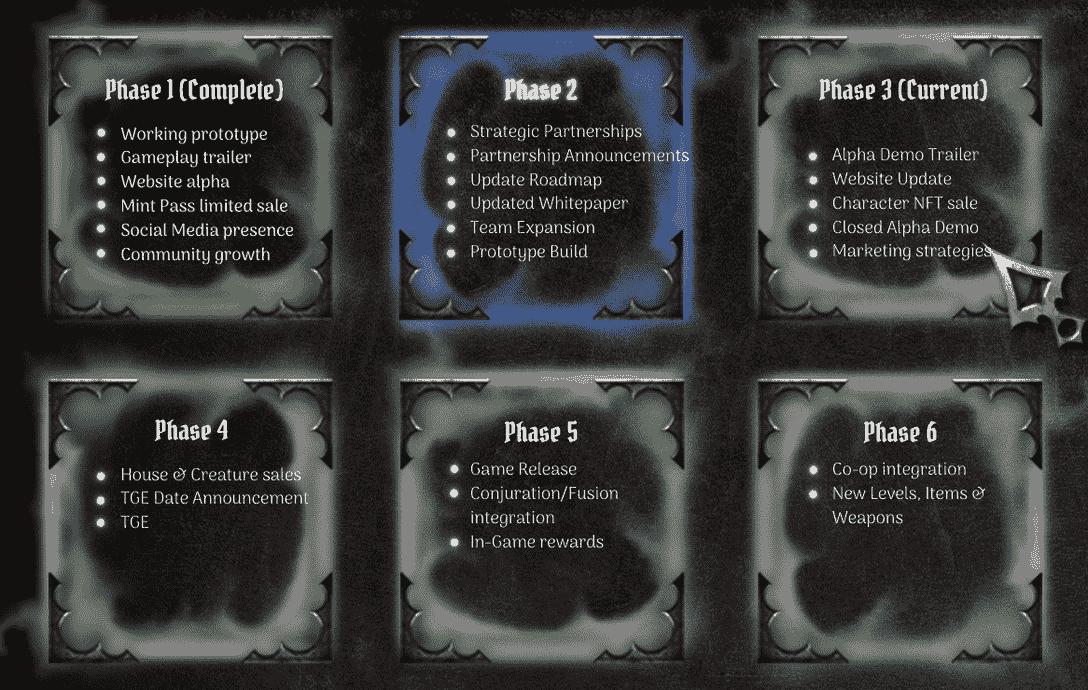 Phase 1 (Complete)
Working prototype
Gameplay trailer
Website alpha
Mint Pass limited sale
Social Media presence
Community growth
Phase 2
Strategic Partnerships
Partnership Announcements
Update Roadmap
Updated Whitepaper
Team Expansion
Prototype Build
Phase 3 (Current)
Alpha Demo Trailer
Website Update
Character NFT sale
Closed Alpha Demo
Marketing strategies
Phase 4
House & Creature sales
TGE Date Announcement
TGE
Phase 5
Game Release
Conjuration/Fusion
integration
In-Game rewards
Phase 6
Co-op integration
New Levels, Items &
Weapons